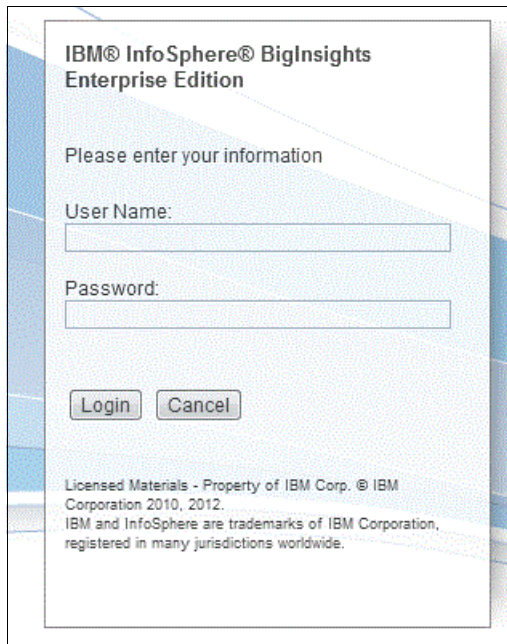 IBM® InfoSphere® BigInsights
Enterprise Edition
Please enter your information
User Name:
Password:
Login Cancel
Licensed Materials - Property of IBM Corp. © IBM
Corporation 2010, 2012.
IBM and InfoSphere are trademarks of IBM Corporation,
registered in many jurisdictions worldwide.